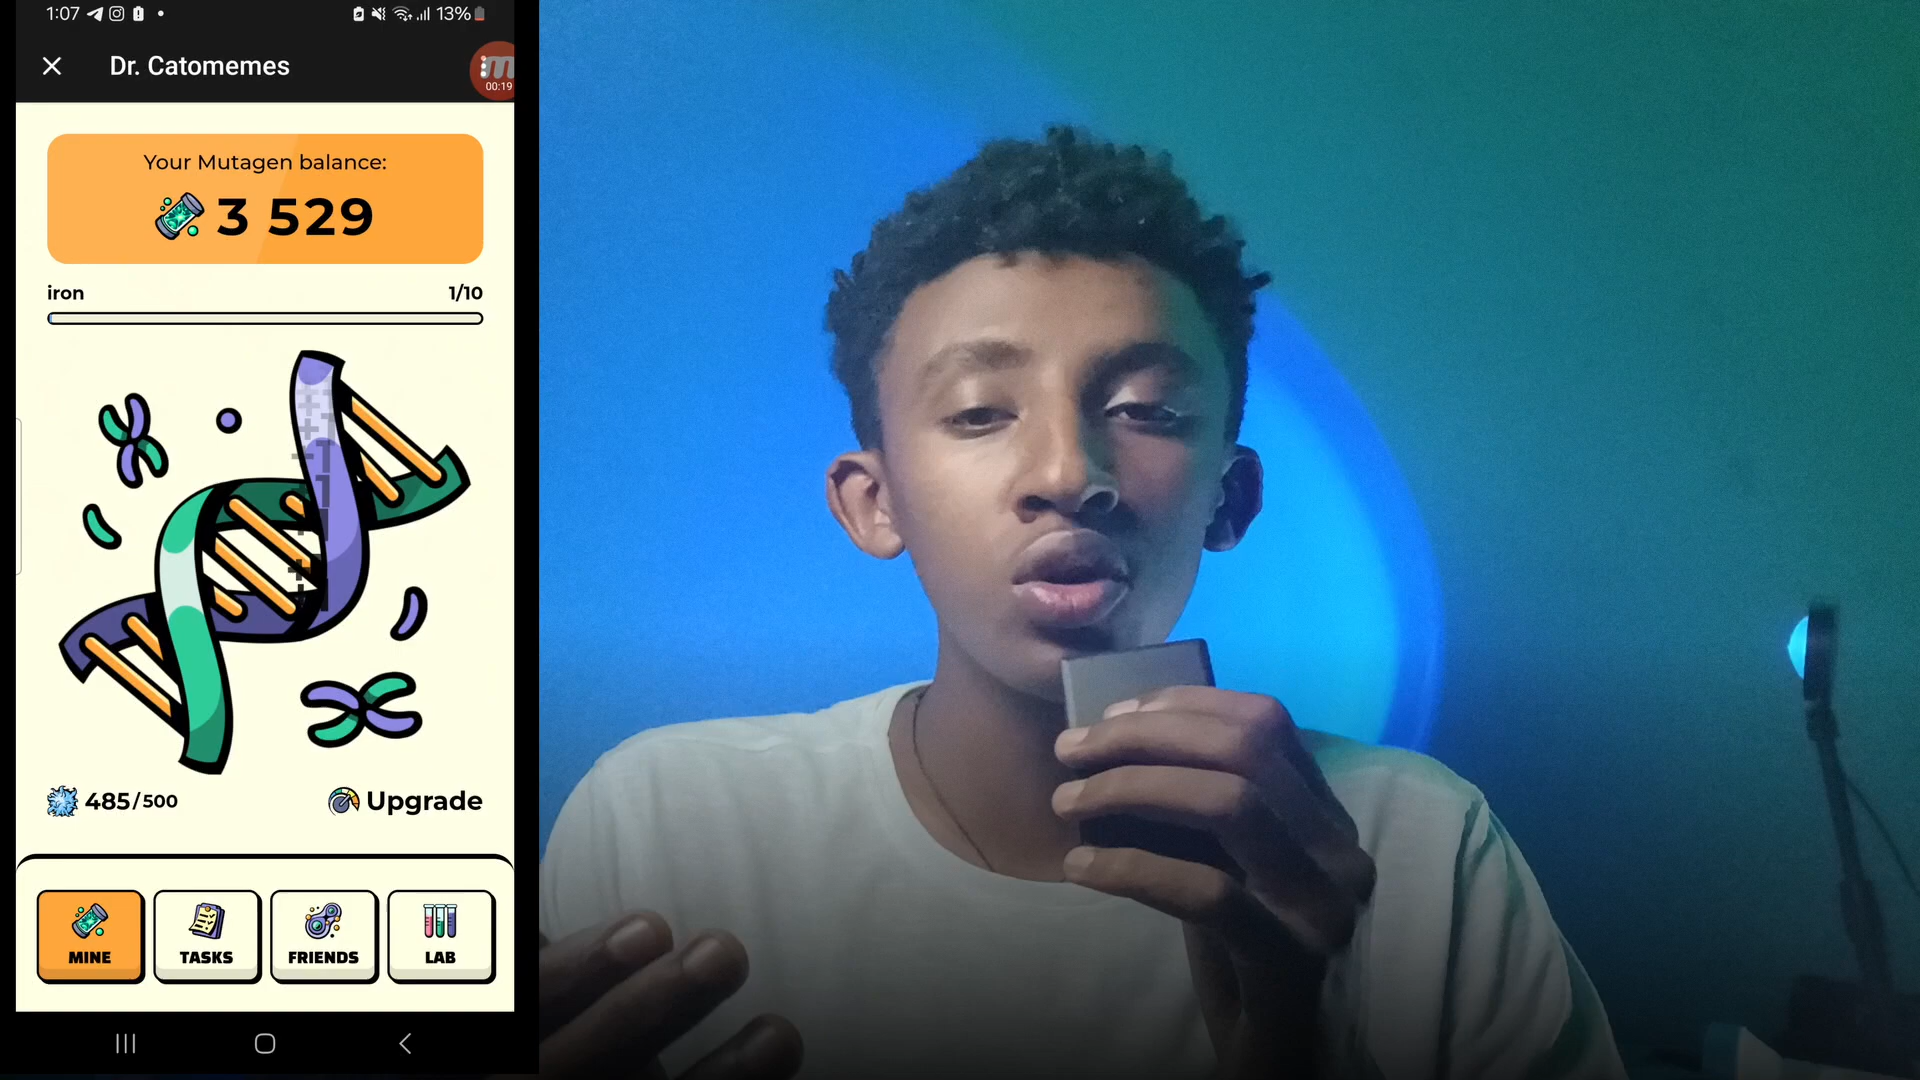 1:07 13%
Dr. Catomemes
m
00:19
Your Mutagen balance:
3 529
iron 1/10
+1
485/500 Upgrade
MINE TASKS FRIENDS LAB